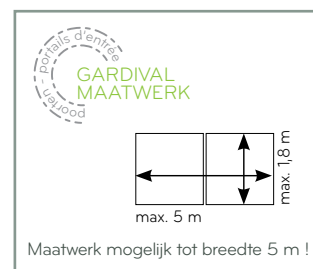 poorten - portails d'entrée
GARDIVAL
MAATWERK
max. 1,8 m
max. 5 m
Maatwerk mogelijk tot breedte 5 m !